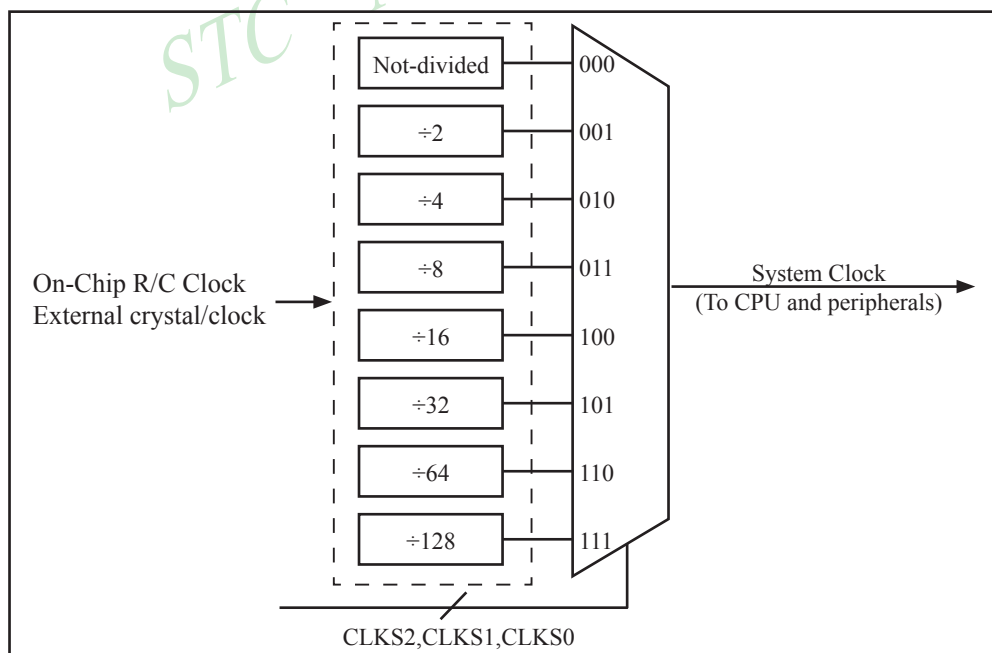 STC
Not-divided
000
÷2
001
÷4
010
÷8
011
On-Chip R/C Clock
External crystal/clock
÷16
100
System Clock
(To CPU and peripherals)
÷32
101
÷64
110
÷128
111
CLKS2,CLKS1,CLKS0